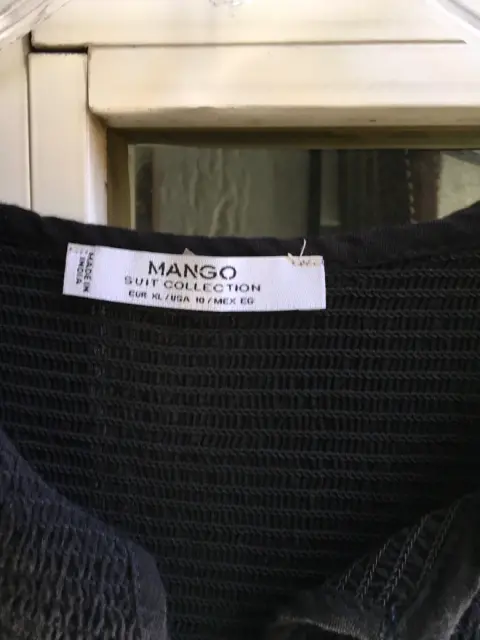 MANGO
SUIT COLLECTION
EUR XL/USA 10/MEX EG
MADE IN
INDIA